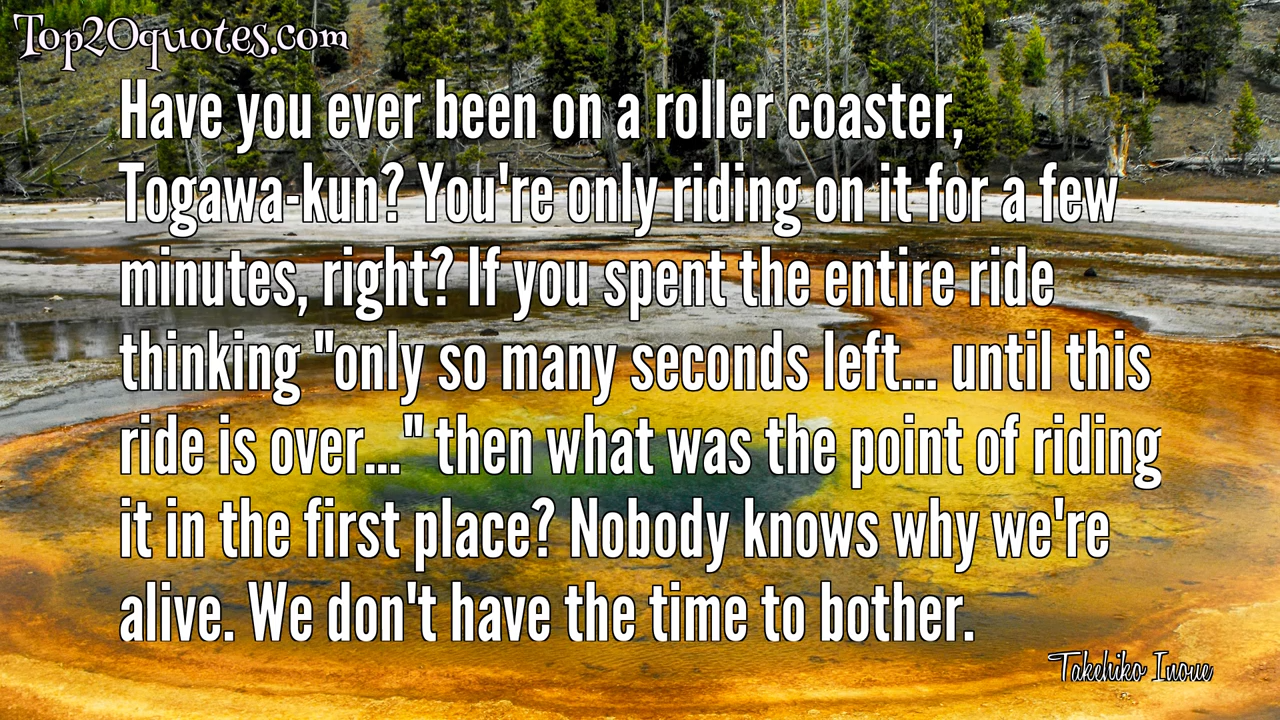 Top20quotes.com
Have you ever been on a roller coaster,
Togawa-kun? You're only riding on it for a few
minutes, right? If you spent the entire ride
thinking "only so many seconds left... until this
ride is over..." then what was the point of riding
it in the first place? Nobody knows why we're
alive. We don't have the time to bother.
Takehiko Inoue